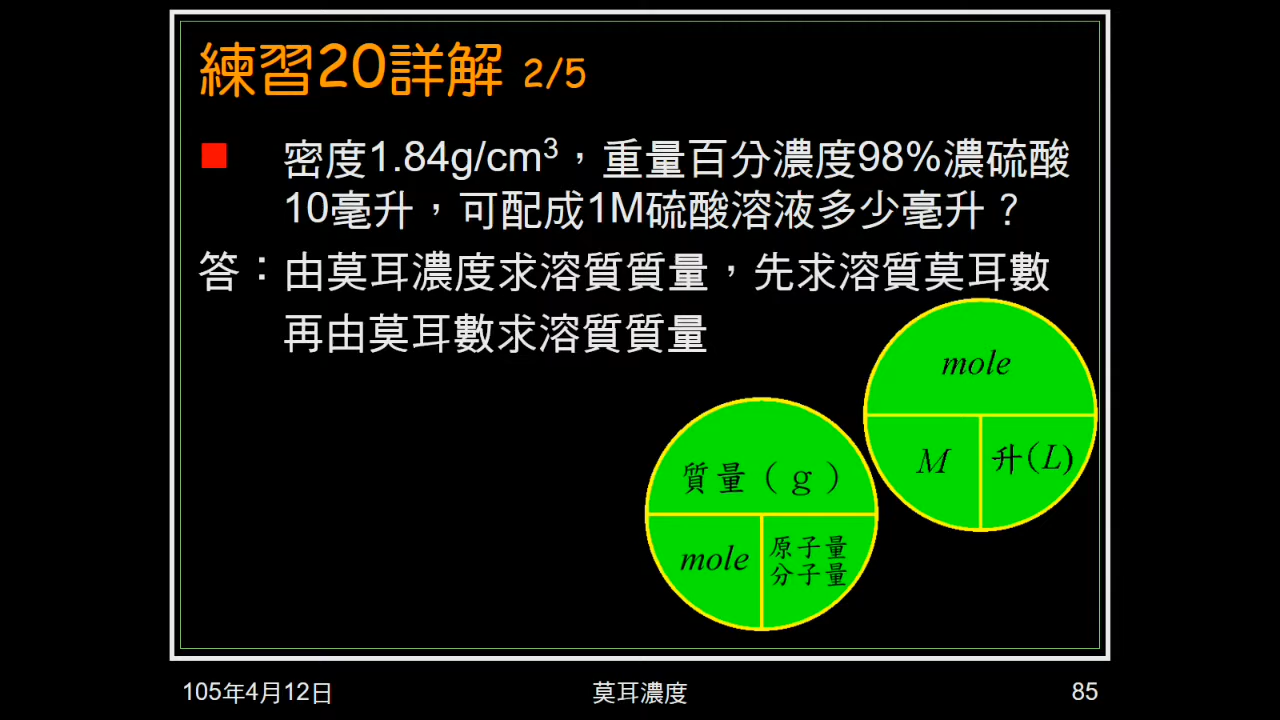 練習20詳解 2/5
密度1.84g/cm³，重量百分濃度98%濃硫酸
10毫升，可配成1M硫酸溶液多少毫升？
答：由莫耳濃度求溶質質量，先求溶質莫耳數
再由莫耳數求溶質質量
mole
M 升(L)
質量（g）
mole 原子量
分子量
105年4月12日 莫耳濃度 85